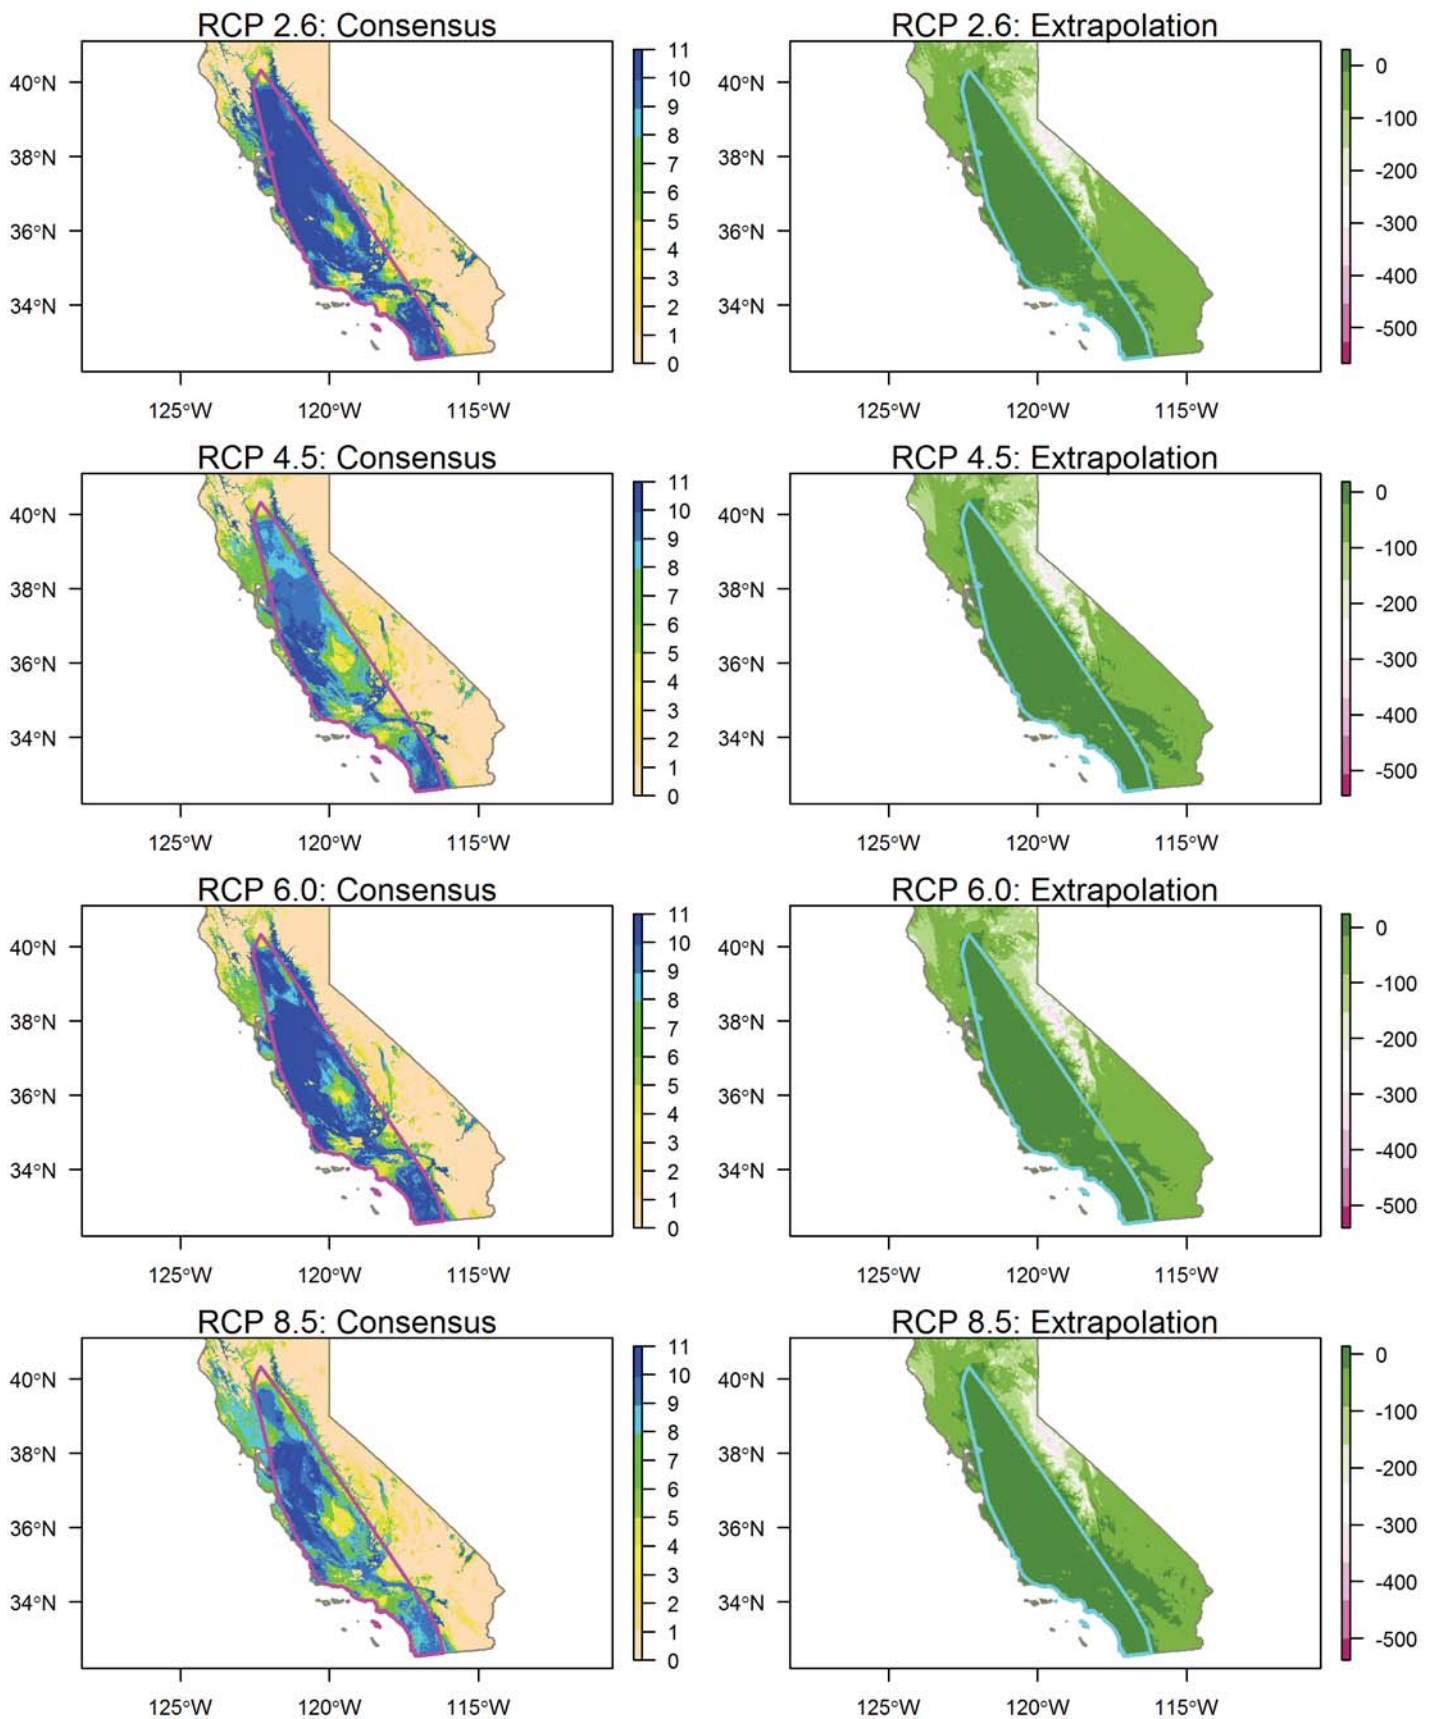 RCP 2.6: Consensus
40°N
38°N
36°N
34°N
125°W 120°W 115°W
11
10
9
8
7
6
5
4
3
2
1
0
RCP 2.6: Extrapolation
40°N
38°N
36°N
34°N
125°W 120°W 115°W
0
-100
-200
-300
-400
-500
RCP 4.5: Consensus
40°N
38°N
36°N
34°N
125°W 120°W 115°W
11
10
9
8
7
6
5
4
3
2
1
0
RCP 4.5: Extrapolation
40°N
38°N
36°N
34°N
125°W 120°W 115°W
0
-100
-200
-300
-400
-500
RCP 6.0: Consensus
40°N
38°N
36°N
34°N
125°W 120°W 115°W
11
10
9
8
7
6
5
4
3
2
1
0
RCP 6.0: Extrapolation
40°N
38°N
36°N
34°N
125°W 120°W 115°W
0
-100
-200
-300
-400
-500
RCP 8.5: Consensus
40°N
38°N
36°N
34°N
125°W 120°W 115°W
11
10
9
8
7
6
5
4
3
2
1
0
RCP 8.5: Extrapolation
40°N
38°N
36°N
34°N
125°W 120°W 115°W
0
-100
-200
-300
-400
-500